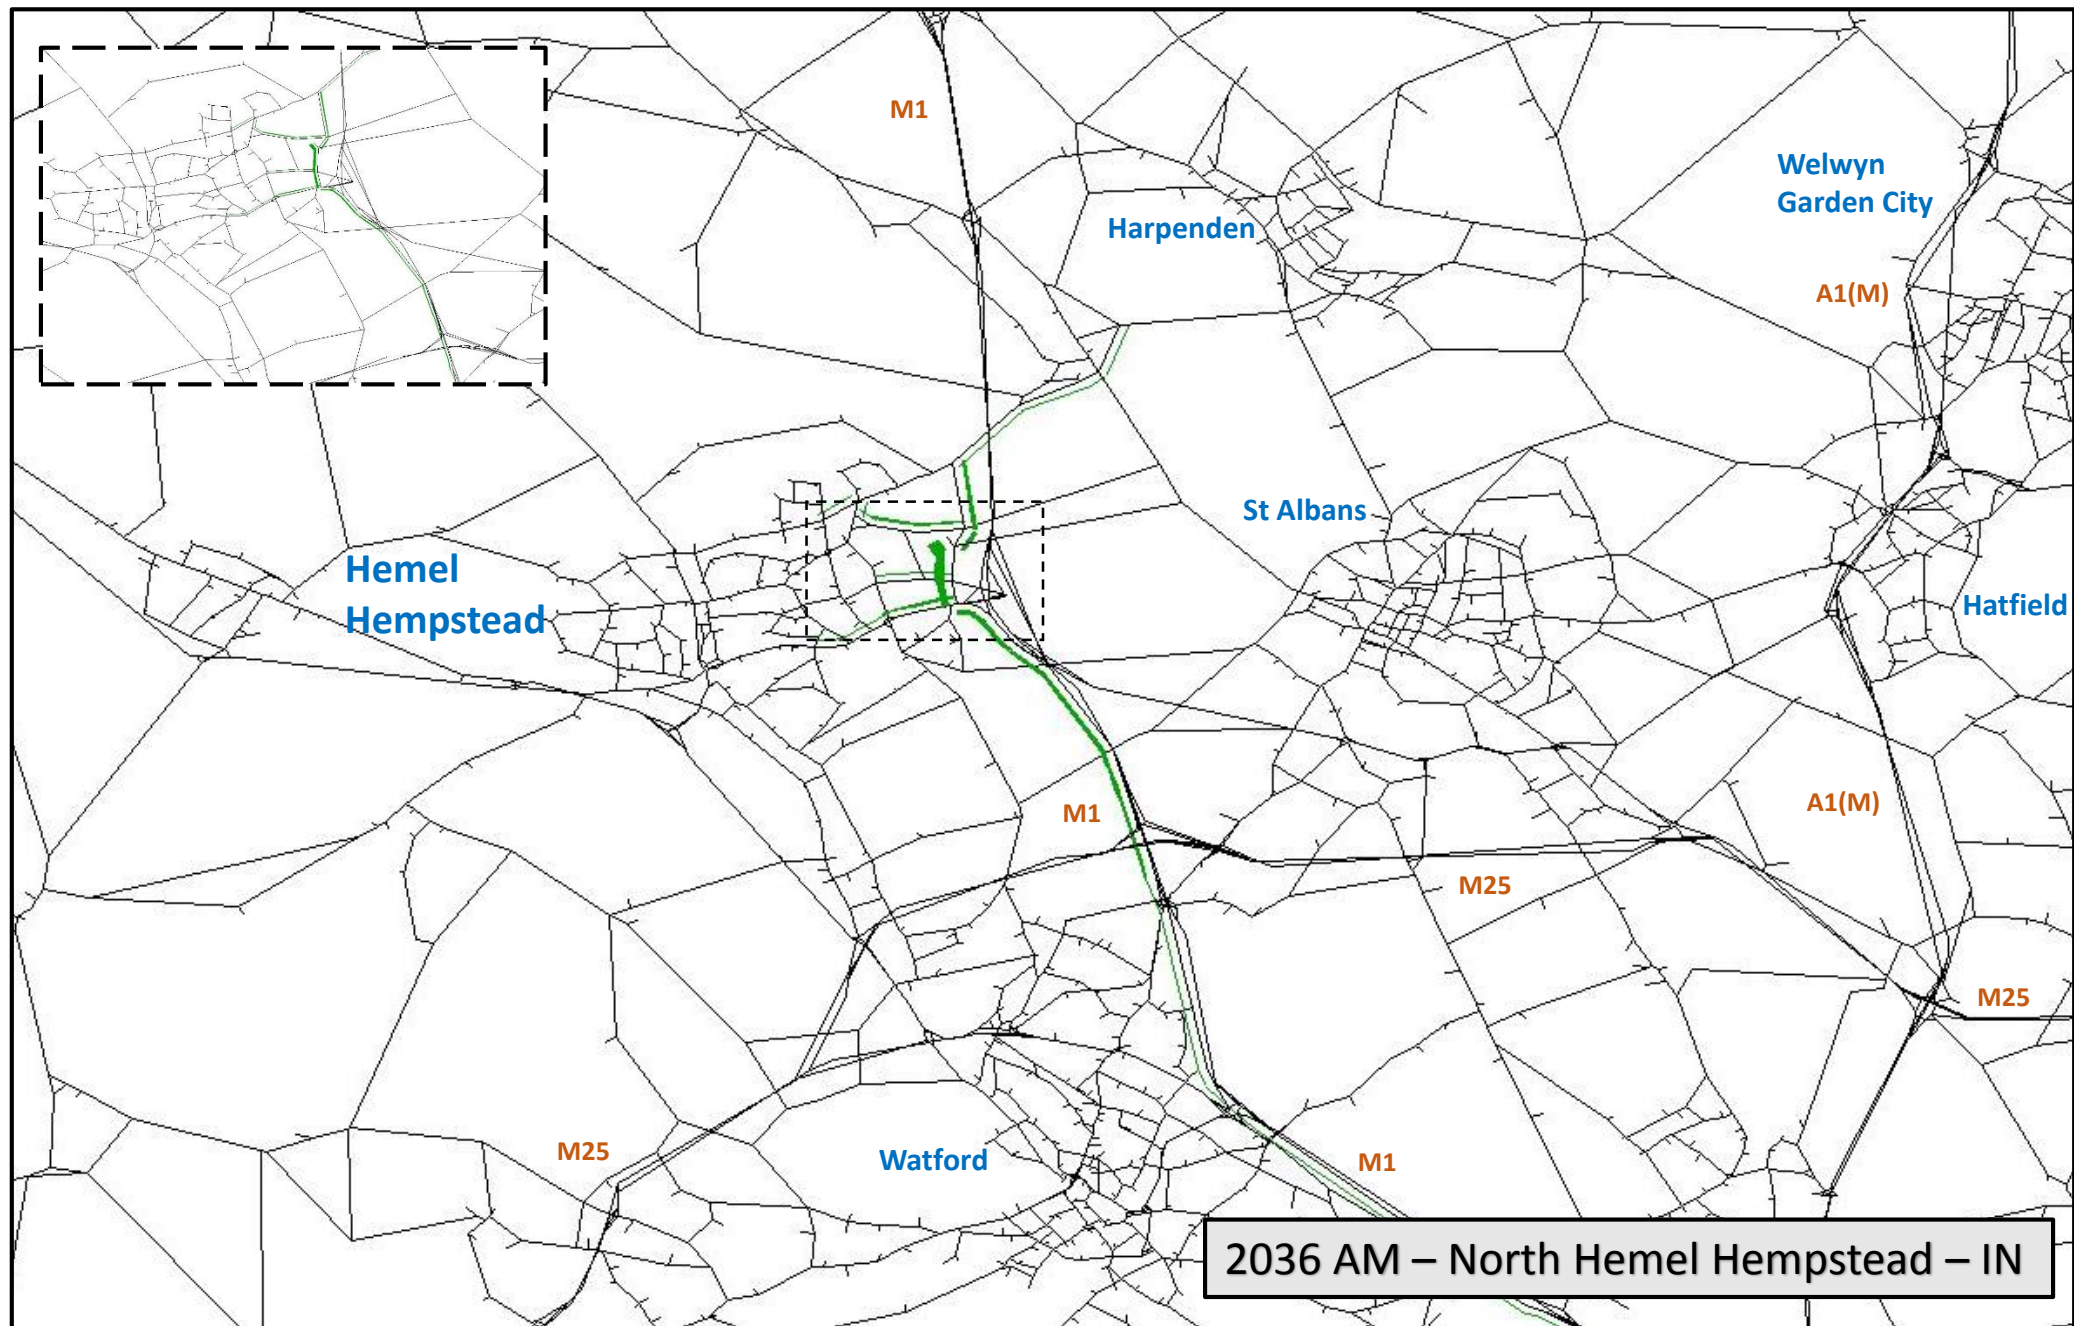 M1
Welwyn
Garden City
Harpenden
A1(M)
St Albans
Hemel
Hempstead
Hatfield
M1
A1(M)
M25
M25
M25
Watford
M1
2036 AM – North Hemel Hempstead – IN